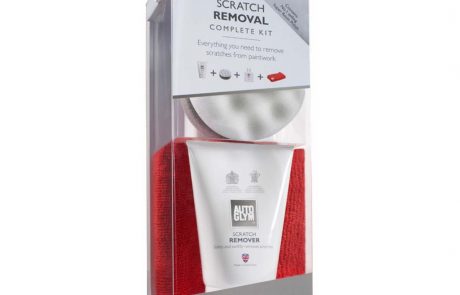 SCRATCH
REMOVAL
COMPLETE KIT
Everything you need to remove
scratches from paintwork.
+ + +
AUTO
GLYM
SCRATCH
REMOVER